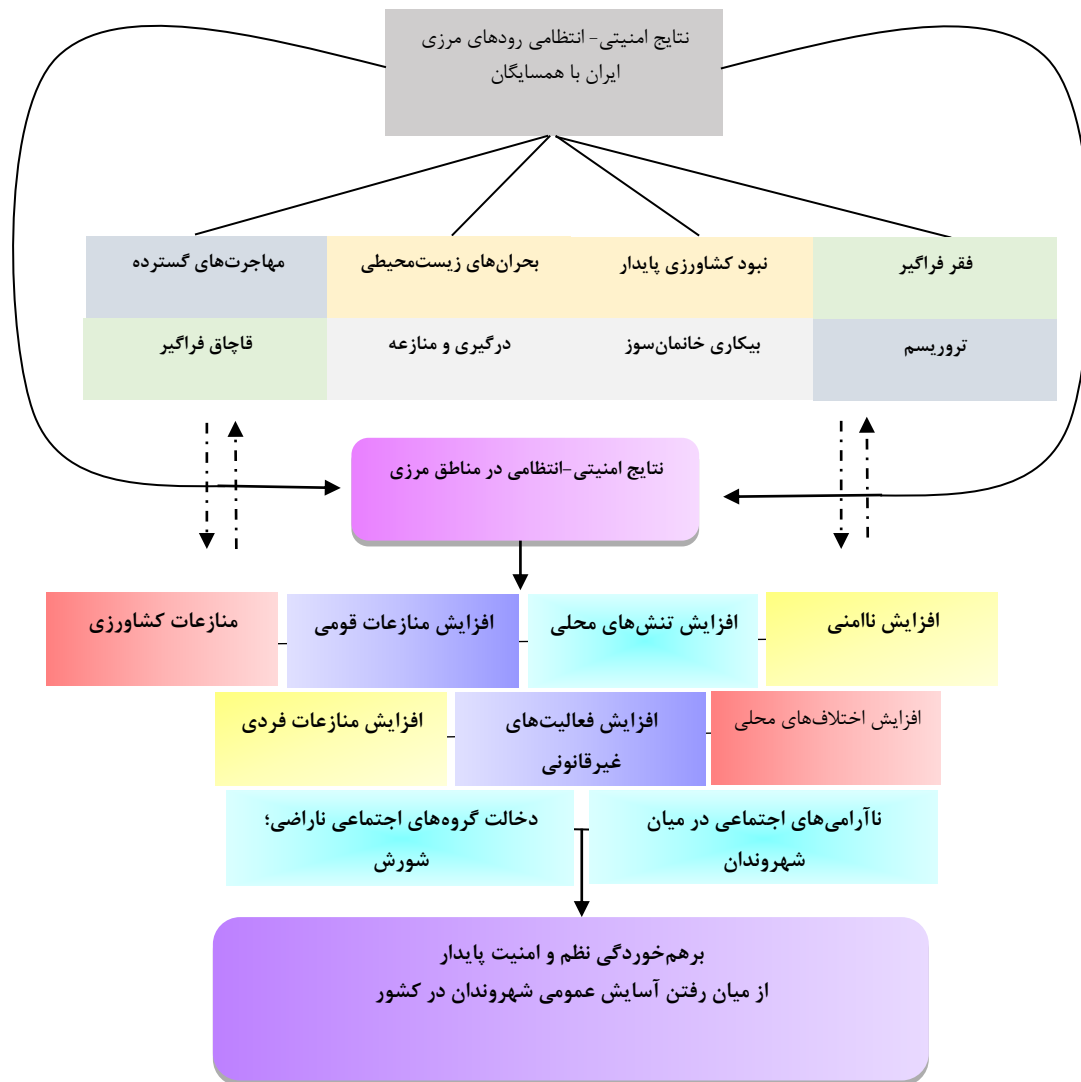 نتایج امنیتی- انتظامی رودهای مرزی
ایران با همسایگان
فقر فراگیر
نبود کشاورزی پایدار
بحران‌های زیست‌محیطی
مهاجرت‌های گسترده
تروریسم
بیکاری خانمان‌سوز
درگیری و منازعه
قاچاق فراگیر
نتایج امنیتی-انتظامی در مناطق مرزی
افزایش ناامنی
افزایش تنش‌های محلی
افزایش منازعات قومی
منازعات کشاورزی
افزایش اختلاف‌های محلی
افزایش فعالیت‌های
غیرقانونی
افزایش منازعات فردی
ناآرامی‌های اجتماعی در میان
شهروندان
دخالت گروه‌های اجتماعی ناراضی؛
شورش
برهم‌خوردگی نظم و امنیت پایدار
از میان رفتن آسایش عمومی شهروندان در کشور